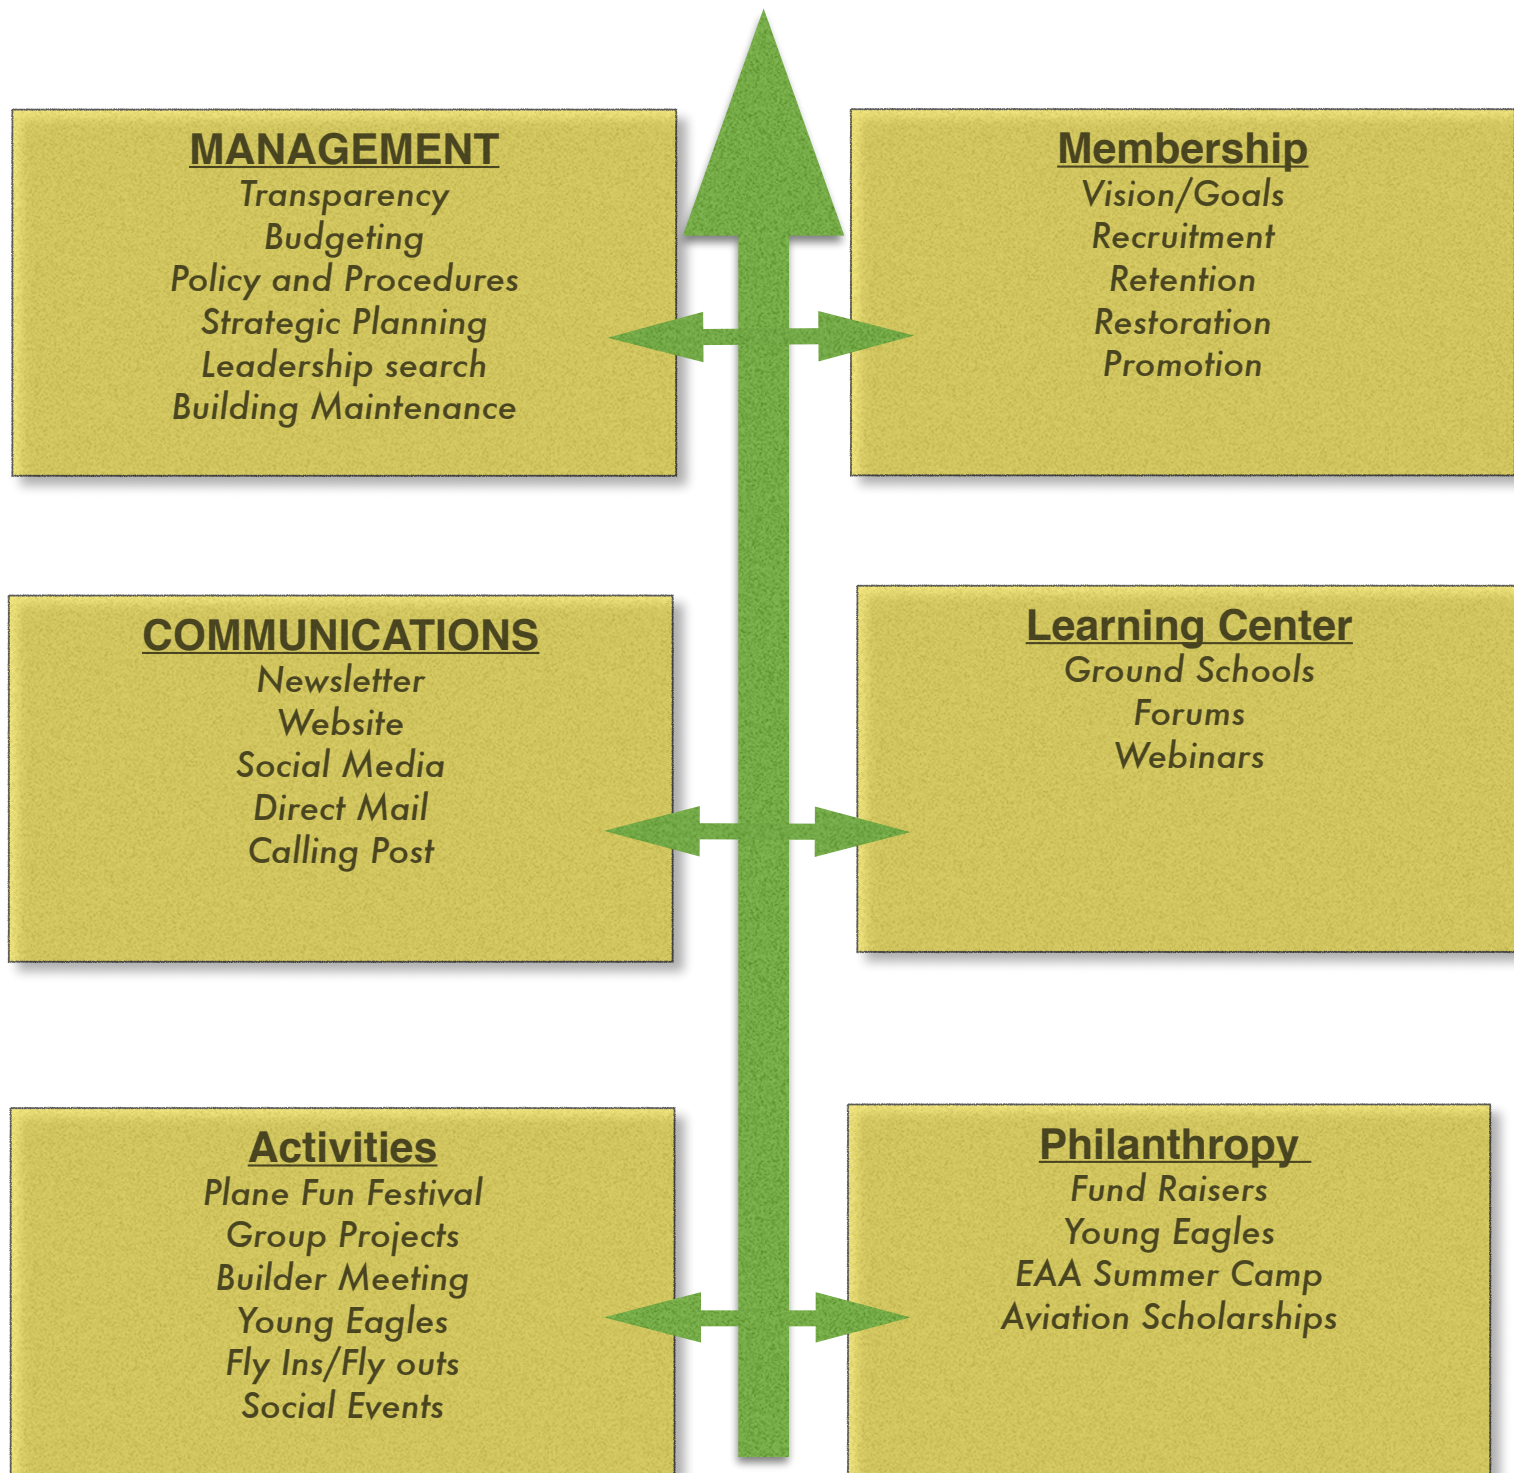 MANAGEMENT
Transparency
Budgeting
Policy and Procedures
Strategic Planning
Leadership search
Building Maintenance
Membership
Vision/Goals
Recruitment
Retention
Restoration
Promotion
COMMUNICATIONS
Newsletter
Website
Social Media
Direct Mail
Calling Post
Learning Center
Ground Schools
Forums
Webinars
Activities
Plane Fun Festival
Group Projects
Builder Meeting
Young Eagles
Fly Ins/Fly outs
Social Events
Philanthropy
Fund Raisers
Young Eagles
EAA Summer Camp
Aviation Scholarships